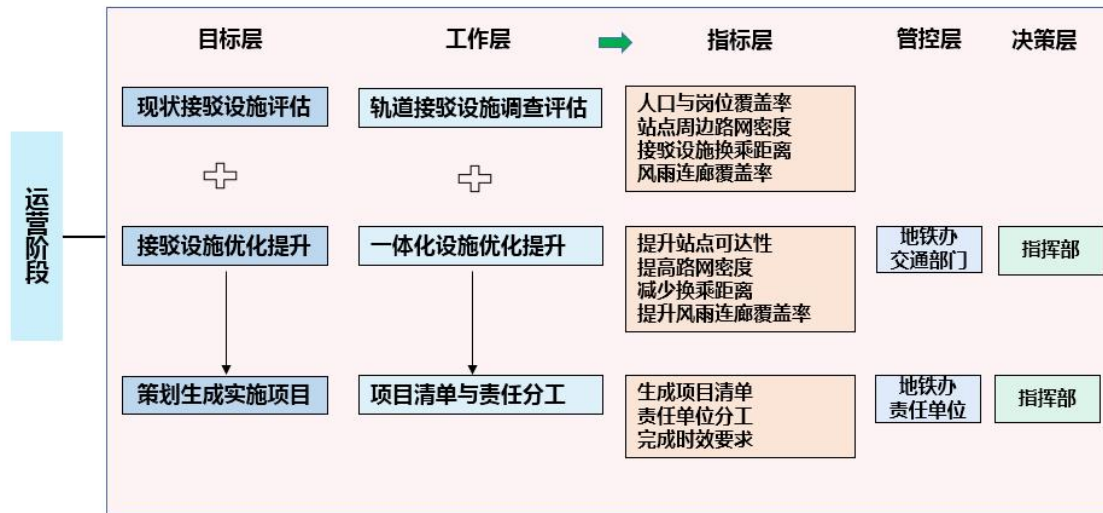 目标层
工作层
指标层
管控层
决策层
运营阶段
现状接驳设施评估
轨道接驳设施调查评估
人口与岗位覆盖率
站点周边路网密度
接驳设施换乘距离
风雨连廊覆盖率
接驳设施优化提升
一体化设施优化提升
提升站点可达性
提高路网密度
减少换乘距离
提升风雨连廊覆盖率
地铁办
交通部门
指挥部
策划生成实施项目
项目清单与责任分工
生成项目清单
责任单位分工
完成时效要求
地铁办
责任单位
指挥部